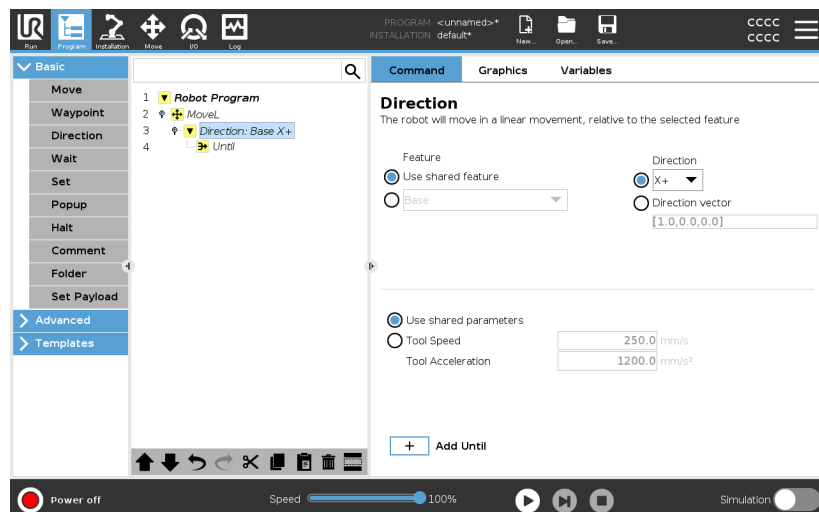 UR
PROGRAM <unnamed>*
INSTALLATION default*
CCCC
CCCC
Run Program Installation Move I/O Log New... Open... Save...
Basic
Move
Waypoint
Direction
Wait
Set
Popup
Halt
Comment
Folder
Set Payload
Advanced
Templates
1 Robot Program
2 MoveL
3 Direction: Base X+
4 Until
Command Graphics Variables
Direction
The robot will move in a linear movement, relative to the selected feature
Feature
Use shared feature
Base
Direction
X+
Direction vector
[1.0,0.0,0.0]
Use shared parameters
Tool Speed 250.0 mm/s
Tool Acceleration 1200.0 mm/s²
+ Add Until
Power off Speed 100% Simulation